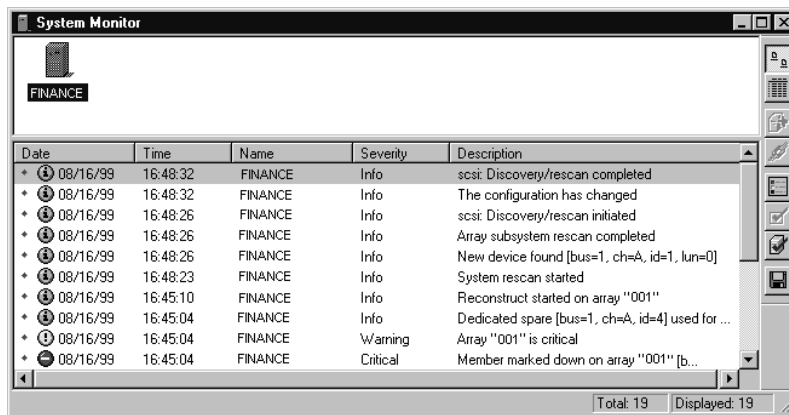 System Monitor
FINANCE
Date Time Name Severity Description
08/16/99 16:48:32 FINANCE Info scsi: Discovery/rescan completed
08/16/99 16:48:32 FINANCE Info The configuration has changed
08/16/99 16:48:26 FINANCE Info scsi: Discovery/rescan initiated
08/16/99 16:48:26 FINANCE Info Array subsystem rescan completed
08/16/99 16:48:26 FINANCE Info New device found [bus=1, ch=A, id=1, lun=0]
08/16/99 16:48:23 FINANCE Info System rescan started
08/16/99 16:45:10 FINANCE Info Reconstruct started on array "001"
08/16/99 16:45:04 FINANCE Info Dedicated spare [bus=1, ch=A, id=4] used for ...
08/16/99 16:45:04 FINANCE Warning Array "001" is critical
08/16/99 16:45:04 FINANCE Critical Member marked down on array "001" [b...
Total: 19 Displayed: 19